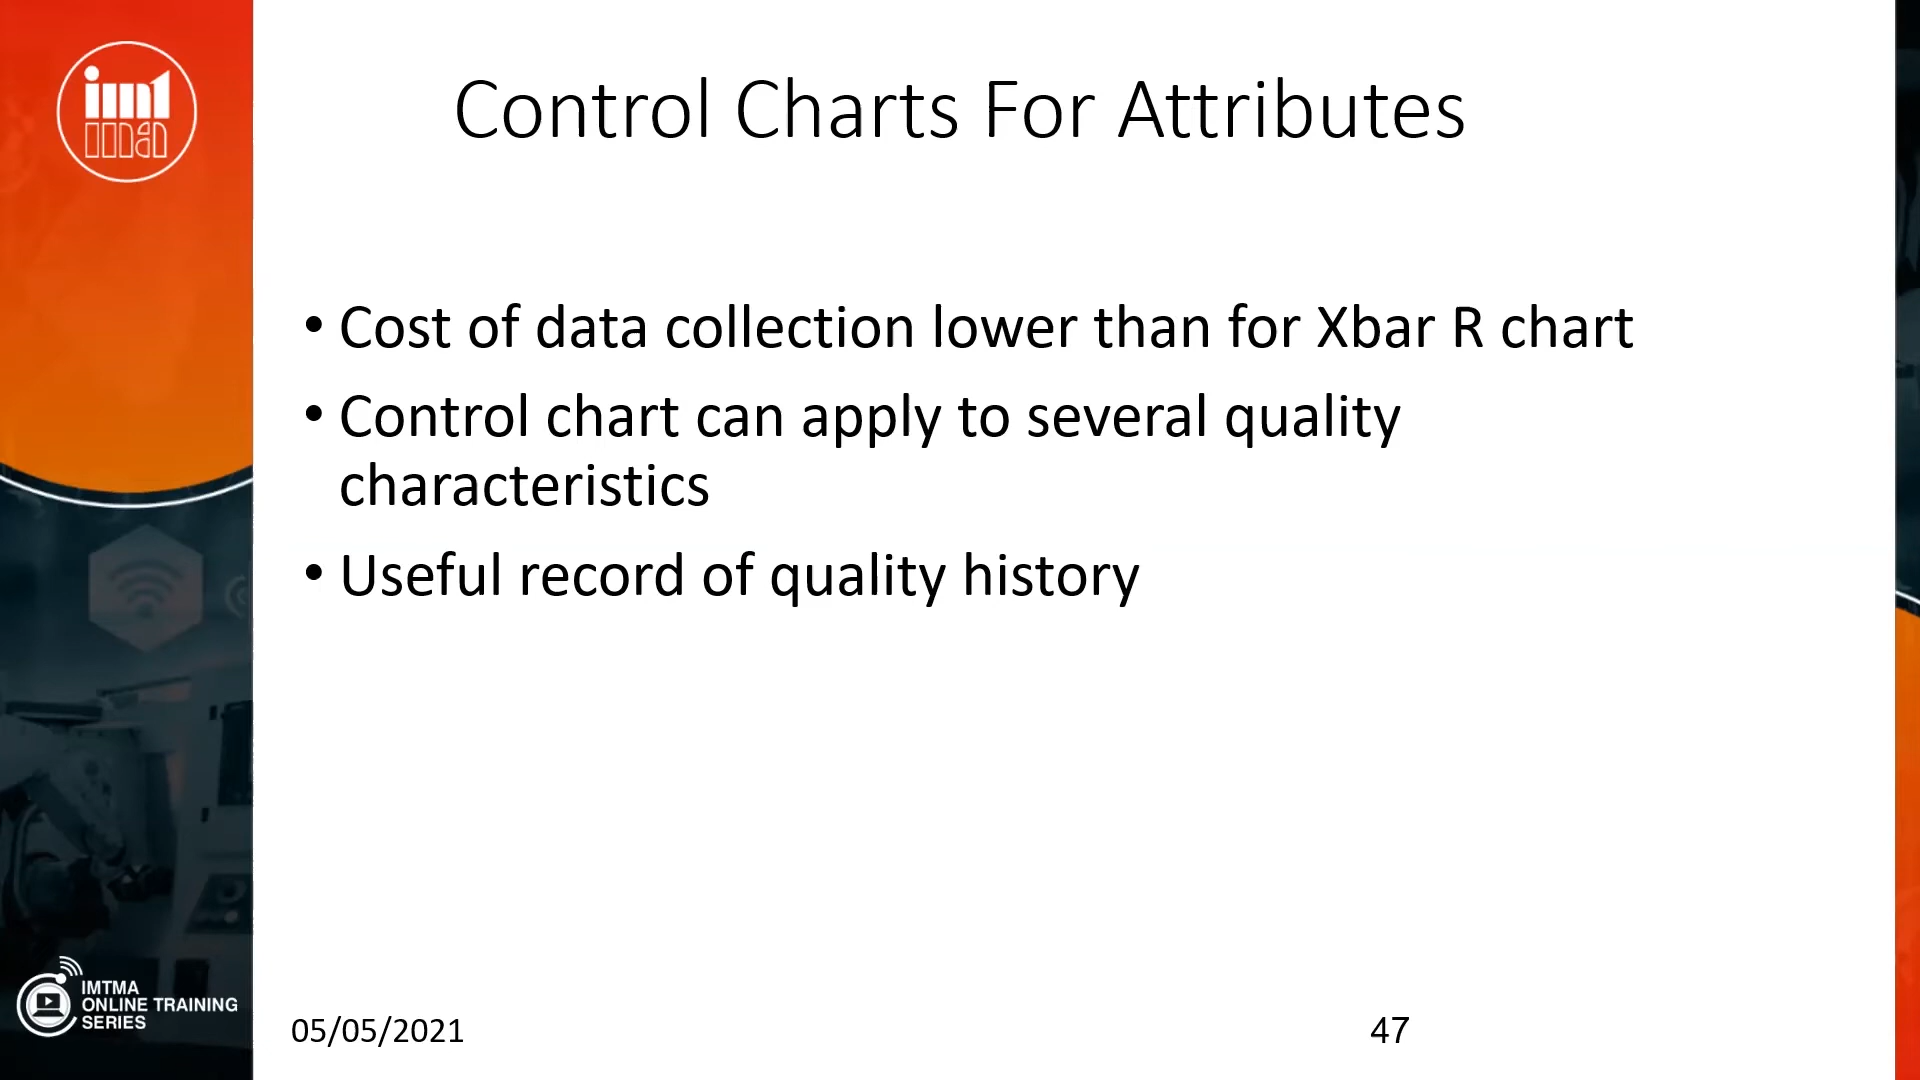 Control Charts For Attributes
• Cost of data collection lower than for Xbar R chart
• Control chart can apply to several quality
characteristics
• Useful record of quality history
IMTMA
ONLINE TRAINING
SERIES
05/05/2021
47